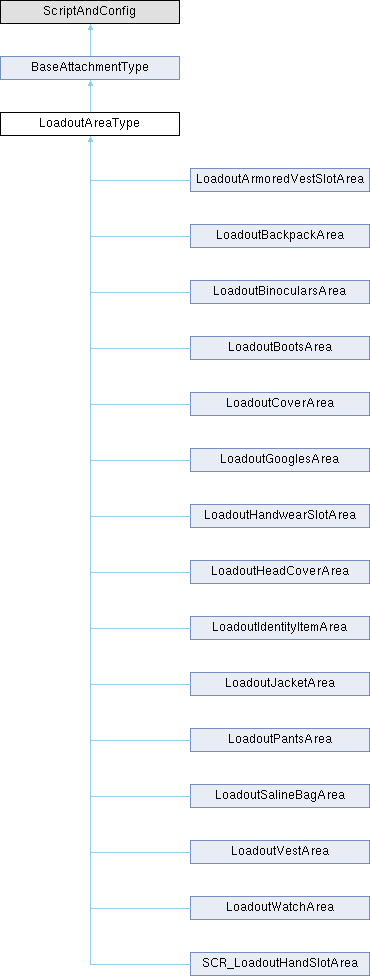 ScriptAndConfig
BaseAttachmentType
LoadoutAreaType
LoadoutArmoredVestSlotArea
LoadoutBackpackArea
LoadoutBinocularsArea
LoadoutBootsArea
LoadoutCoverArea
LoadoutGooglesArea
LoadoutHandwearSlotArea
LoadoutHeadCoverArea
LoadoutIdentityItemArea
LoadoutJacketArea
LoadoutPantsArea
LoadoutSalineBagArea
LoadoutVestArea
LoadoutWatchArea
SCR_LoadoutHandSlotArea